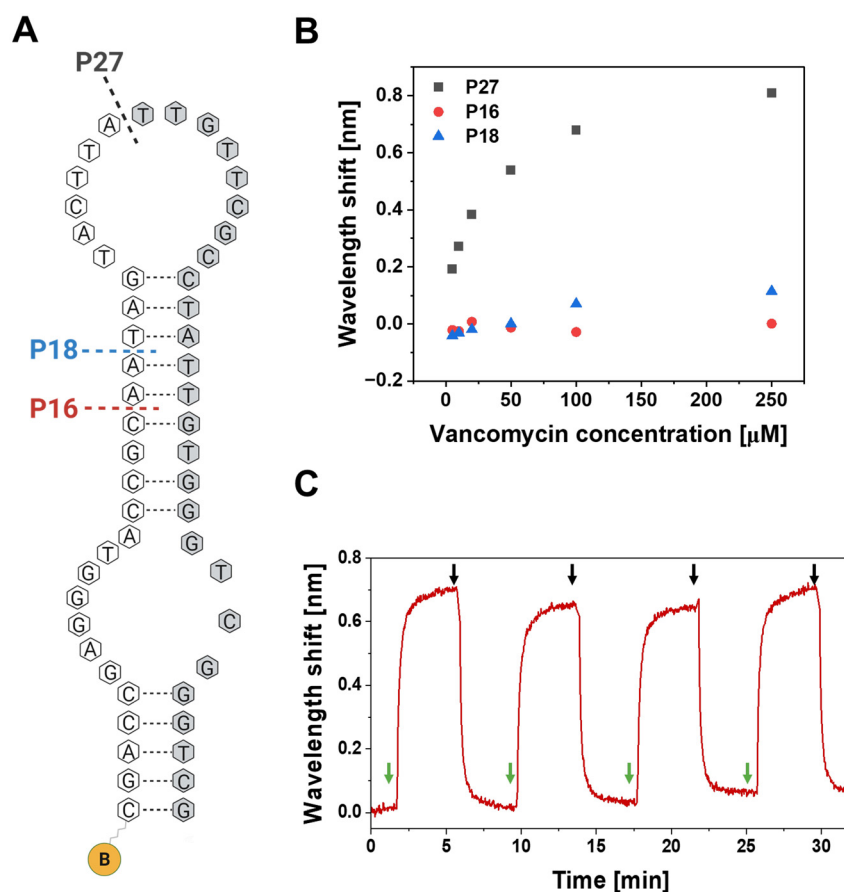 A
P27
A T T G
T T
T T
C C
A G
T C
G C
A T
T A
P18
A T
A T
P16
C G
G T
C G
C G
A
T G
G T
G
G C
A
G G
C G
C G
A T
G C
C G
B
B
P27
P16
P18
Wavelength shift [nm]
0.8
0.6
0.4
0.2
0.0
−0.2
0 50 100 150 200 250
Vancomycin concentration [μM]
C
Wavelength shift [nm]
0.8
0.6
0.4
0.2
0.0
0 5 10 15 20 25 30
Time [min]